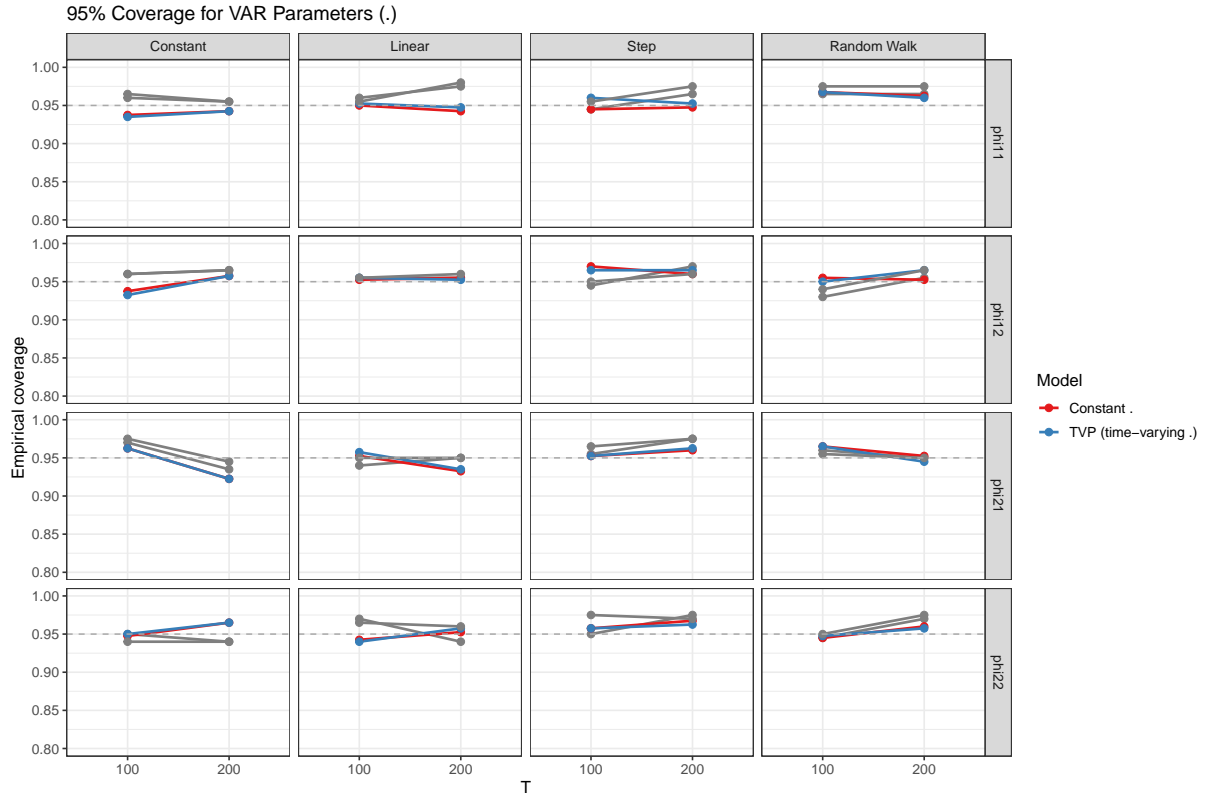 95% Coverage for VAR Parameters (.)
Constant
Linear
Step
Random Walk
Empirical coverage
1.00
0.95
0.90
0.85
0.80
phi11
1.00
0.95
0.90
0.85
0.80
phi12
1.00
0.95
0.90
0.85
0.80
phi21
1.00
0.95
0.90
0.85
0.80
phi22
100 200 100 200 100 200 100 200
T
Model
Constant .
TVP (time−varying .)